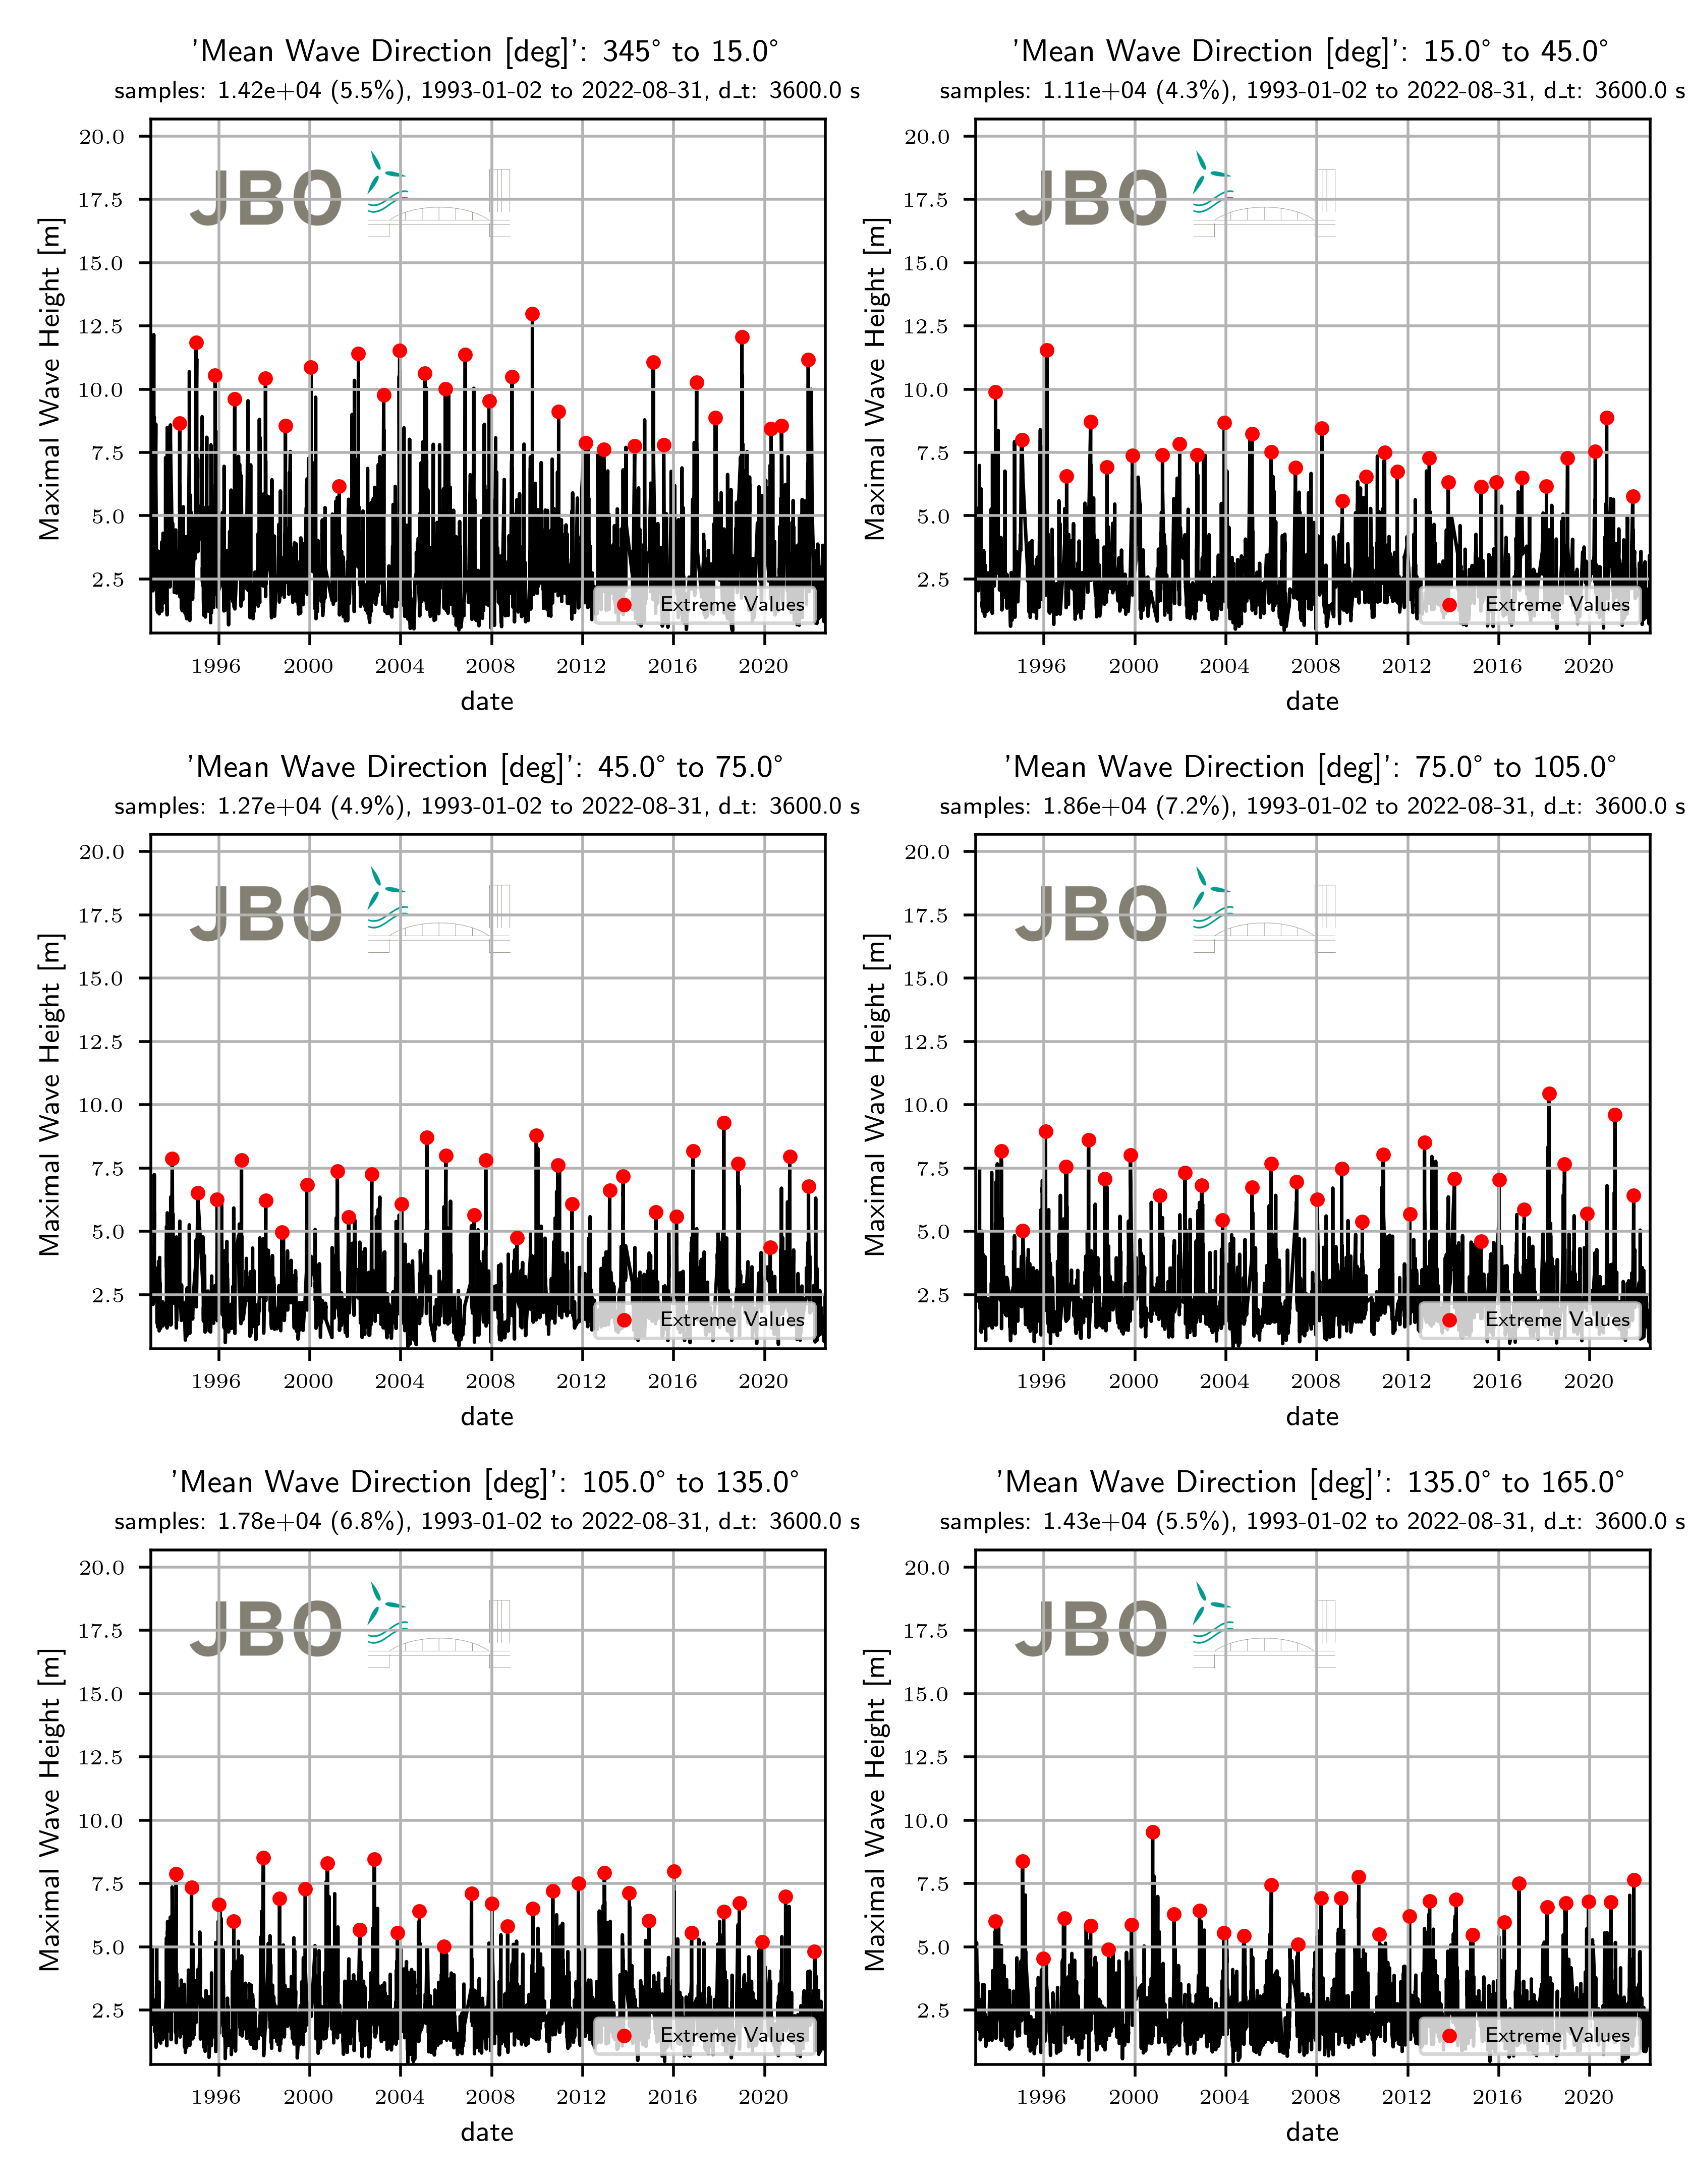 'Mean Wave Direction [deg]': 345° to 15.0°
samples: 1.42e+04 (5.5%), 1993-01-02 to 2022-08-31, d_t: 3600.0 s
Maximal Wave Height [m]
20.0
17.5
15.0
12.5
10.0
7.5
5.0
2.5
JBO
Extreme Values
1996 2000 2004 2008 2012 2016 2020
date
'Mean Wave Direction [deg]': 15.0° to 45.0°
samples: 1.11e+04 (4.3%), 1993-01-02 to 2022-08-31, d_t: 3600.0 s
Maximal Wave Height [m]
20.0
17.5
15.0
12.5
10.0
7.5
5.0
2.5
JBO
Extreme Values
1996 2000 2004 2008 2012 2016 2020
date
'Mean Wave Direction [deg]': 45.0° to 75.0°
samples: 1.27e+04 (4.9%), 1993-01-02 to 2022-08-31, d_t: 3600.0 s
Maximal Wave Height [m]
20.0
17.5
15.0
12.5
10.0
7.5
5.0
2.5
JBO
Extreme Values
1996 2000 2004 2008 2012 2016 2020
date
'Mean Wave Direction [deg]': 75.0° to 105.0°
samples: 1.86e+04 (7.2%), 1993-01-02 to 2022-08-31, d_t: 3600.0 s
Maximal Wave Height [m]
20.0
17.5
15.0
12.5
10.0
7.5
5.0
2.5
JBO
Extreme Values
1996 2000 2004 2008 2012 2016 2020
date
'Mean Wave Direction [deg]': 105.0° to 135.0°
samples: 1.78e+04 (6.8%), 1993-01-02 to 2022-08-31, d_t: 3600.0 s
Maximal Wave Height [m]
20.0
17.5
15.0
12.5
10.0
7.5
5.0
2.5
JBO
Extreme Values
1996 2000 2004 2008 2012 2016 2020
date
'Mean Wave Direction [deg]': 135.0° to 165.0°
samples: 1.43e+04 (5.5%), 1993-01-02 to 2022-08-31, d_t: 3600.0 s
Maximal Wave Height [m]
20.0
17.5
15.0
12.5
10.0
7.5
5.0
2.5
JBO
Extreme Values
1996 2000 2004 2008 2012 2016 2020
date